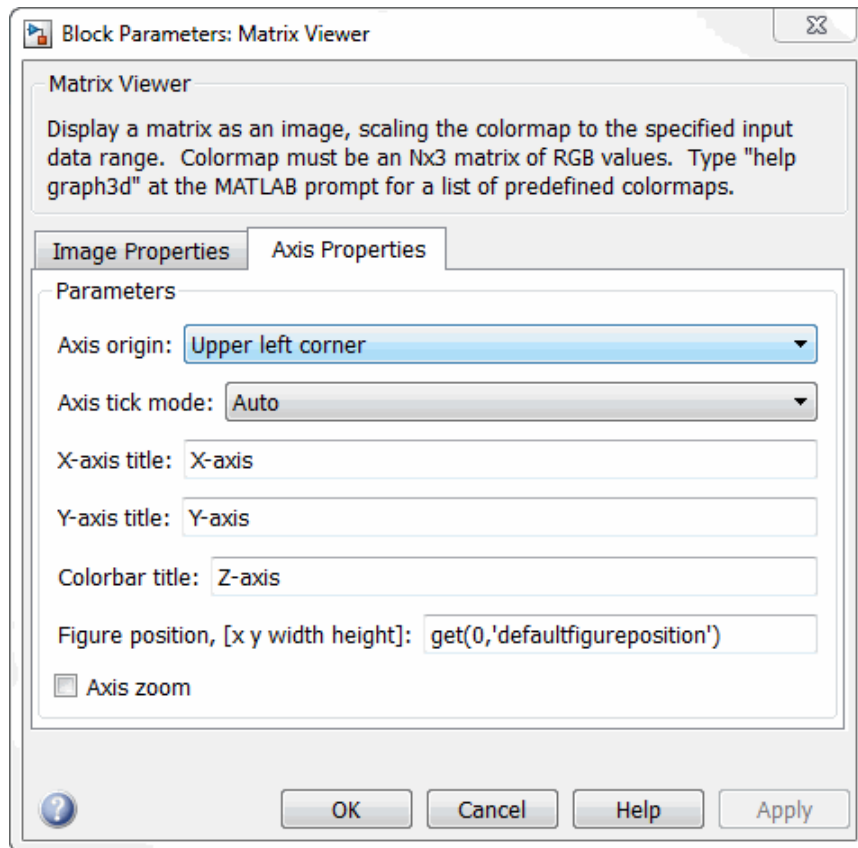 Block Parameters: Matrix Viewer
Matrix Viewer
Display a matrix as an image, scaling the colormap to the specified input
data range.  Colormap must be an Nx3 matrix of RGB values.  Type "help
graph3d" at the MATLAB prompt for a list of predefined colormaps.
Image Properties Axis Properties
Parameters
Axis origin: Upper left corner
Axis tick mode: Auto
X-axis title: X-axis
Y-axis title: Y-axis
Colorbar title: Z-axis
Figure position, [x y width height]: get(0,'defaultfigureposition')
Axis zoom
? OK Cancel Help Apply